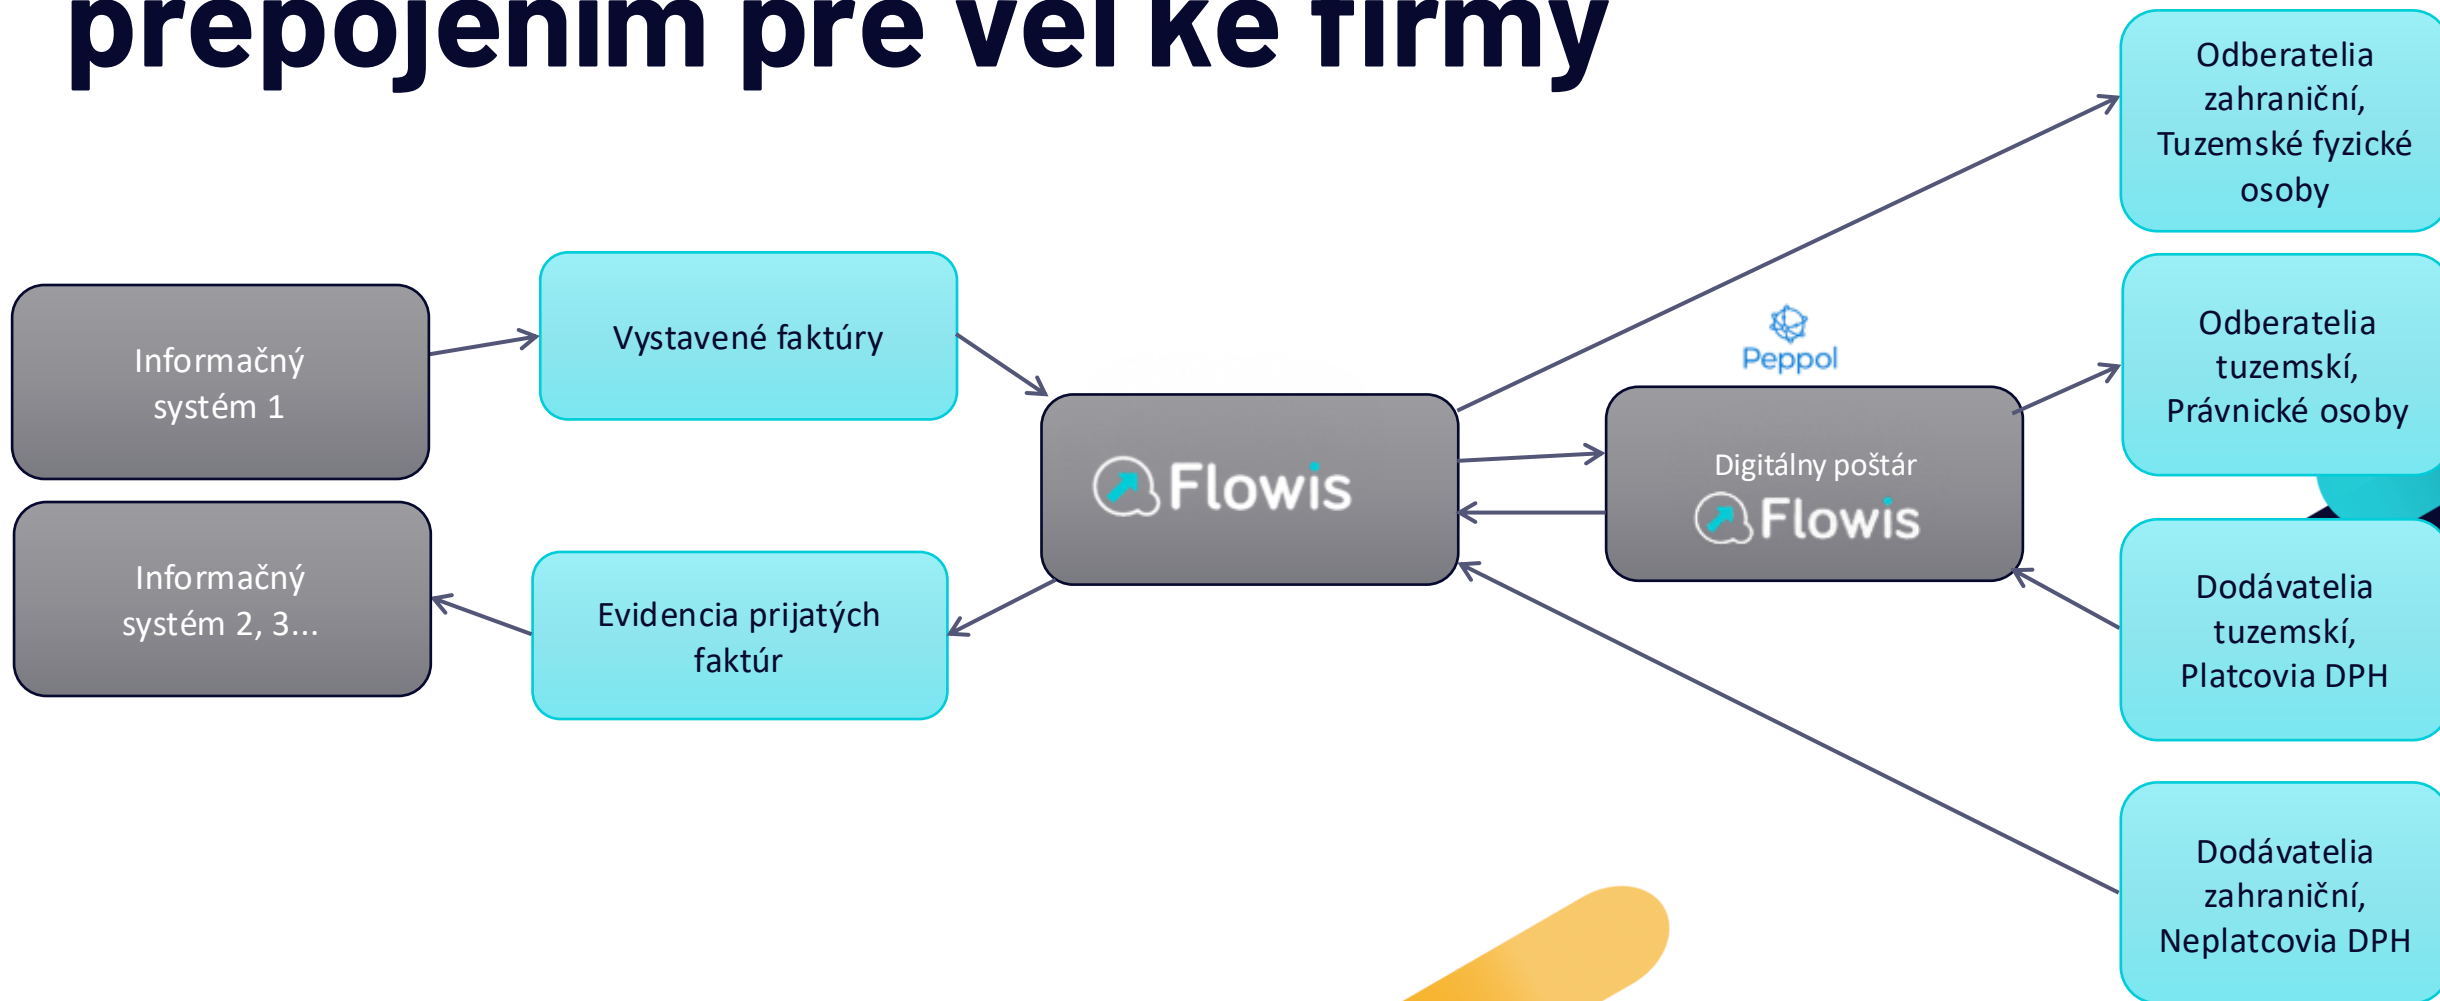 prepojením pre veľké firmy
Odberatelia
zahraniční,
Tuzemské fyzické
osoby
Informačný
systém 1
Vystavené faktúry
Peppol
Odberatelia
tuzemskí,
Právnické osoby
Flowis
Digitálny poštár
Flowis
Informačný
systém 2, 3...
Evidencia prijatých
faktúr
Dodávatelia
tuzemskí,
Platcovia DPH
Dodávatelia
zahraniční,
Neplatcovia DPH